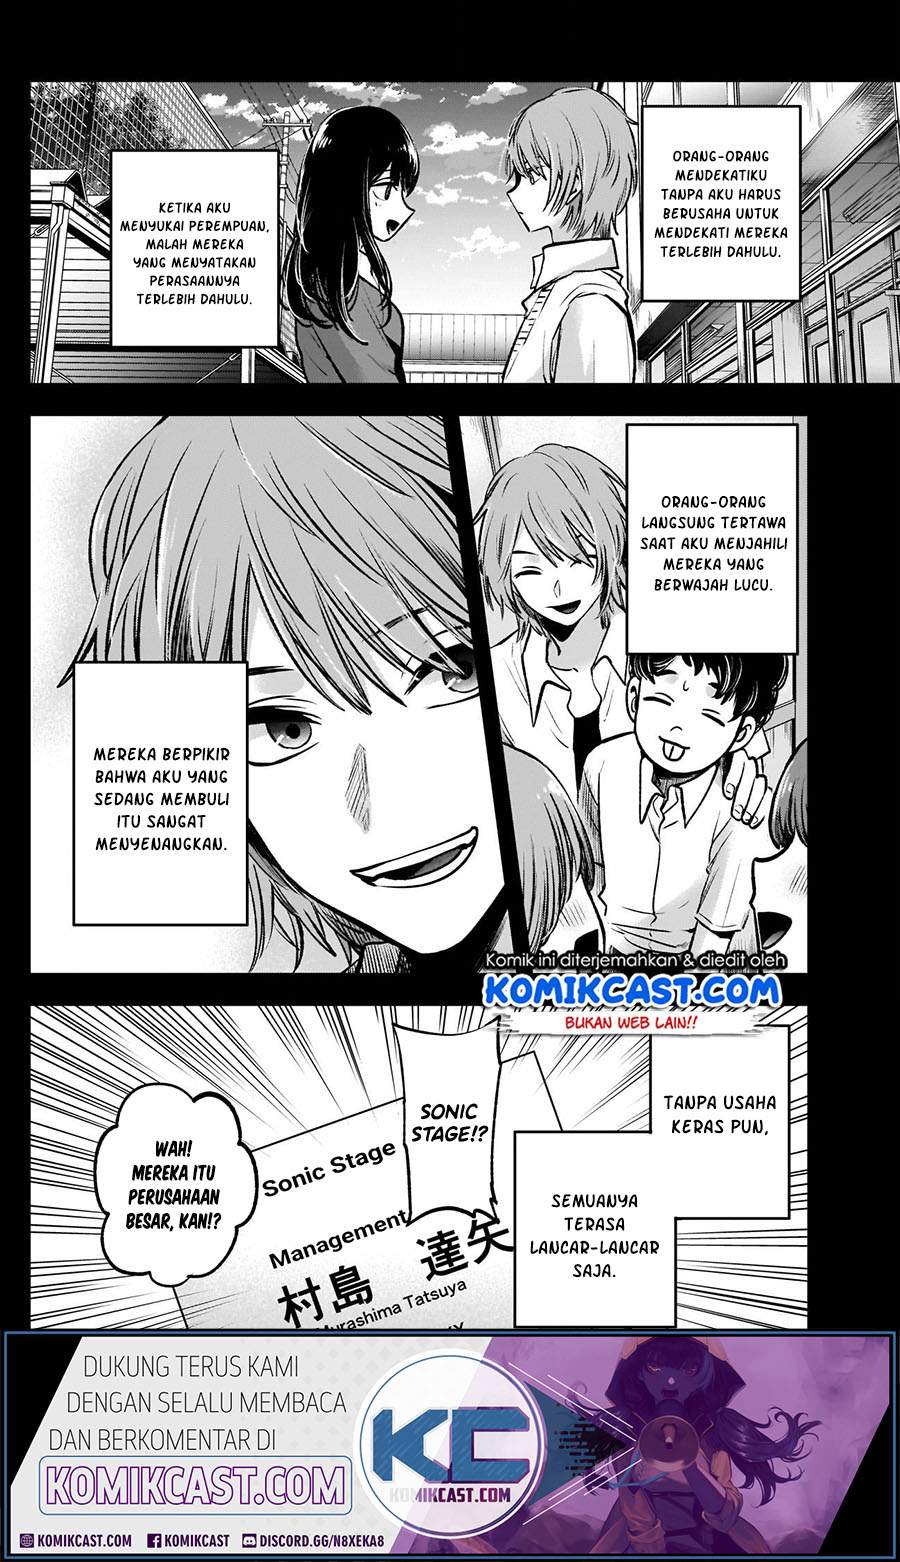 ORANG-ORANG
MENDEKATIKU
TANPA AKU HARUS
BERUSAHA UNTUK
MENDEKATI MEREKA
TERLEBIH DAHULU.
KETIKA AKU
MENYUKAI PEREMPUAN,
MALAH MEREKA
YANG MENYATAKAN
PERASAANNYA
TERLEBIH DAHULU.
ORANG-ORANG
LANGSUNG TERTAWA
SAAT AKU MENJAHILI
MEREKA YANG
BERWAJAH LUCU.
MEREKA BERPIKIR
BAHWA AKU YANG
SEDANG MEMBULI
ITU SANGAT
MENYENANGKAN.
Komik ini diterjemahkan & diedit oleh
KOMIKCAST.COM
BUKAN WEB LAIN!!
TANPA USAHA
KERAS PUN,
SEMUANYA
TERASA
LANCAR-LANCAR
SAJA.
SONIC
STAGE!?
WAH!
MEREKA ITU
PERUSAHAAN
BESAR, KAN!?
Sonic Stage
Management
村島 達矢
Murashima Tatsuya
DUKUNG TERUS KAMI
DENGAN SELALU MEMBACA
DAN BERKOMENTAR DI
KOMIKCAST.COM
KOMIKCAST.COM
KOMIKCAST
DISCORD.GG/N8XEKA8
KC
KOMIKCAST.COM